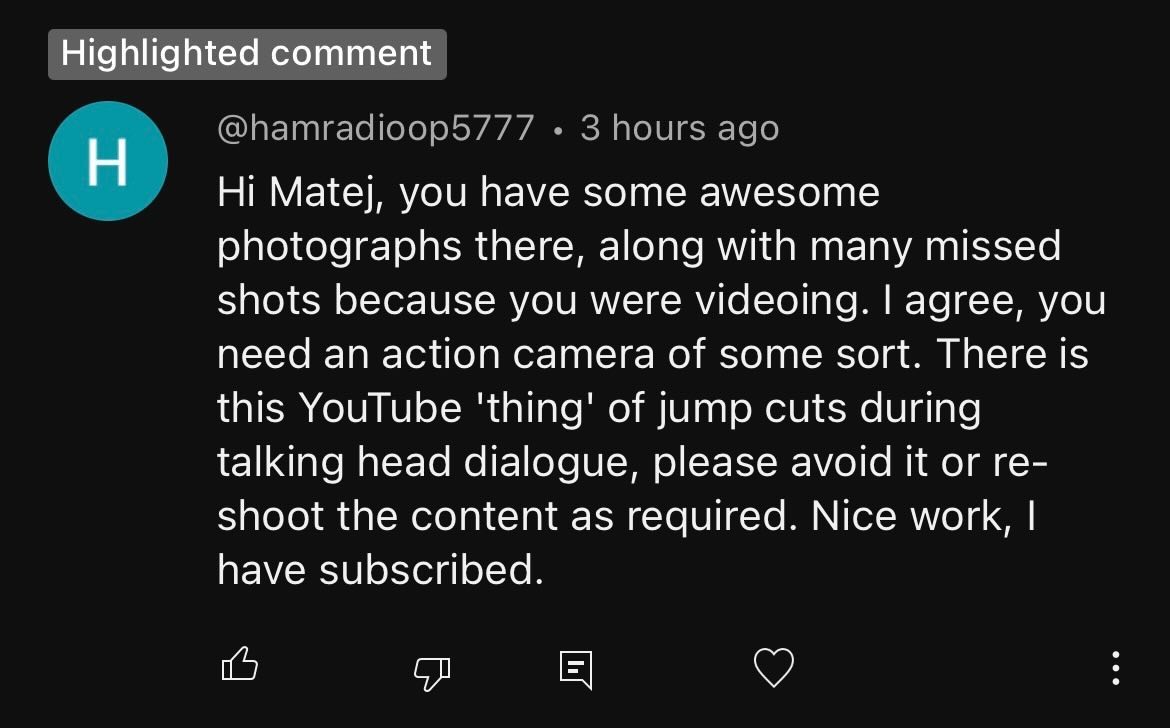 Highlighted comment
H
@hamradioop5777 • 3 hours ago
Hi Matej, you have some awesome
photographs there, along with many missed
shots because you were videoing. I agree, you
need an action camera of some sort. There is
this YouTube 'thing' of jump cuts during
talking head dialogue, please avoid it or re-
shoot the content as required. Nice work, I
have subscribed.